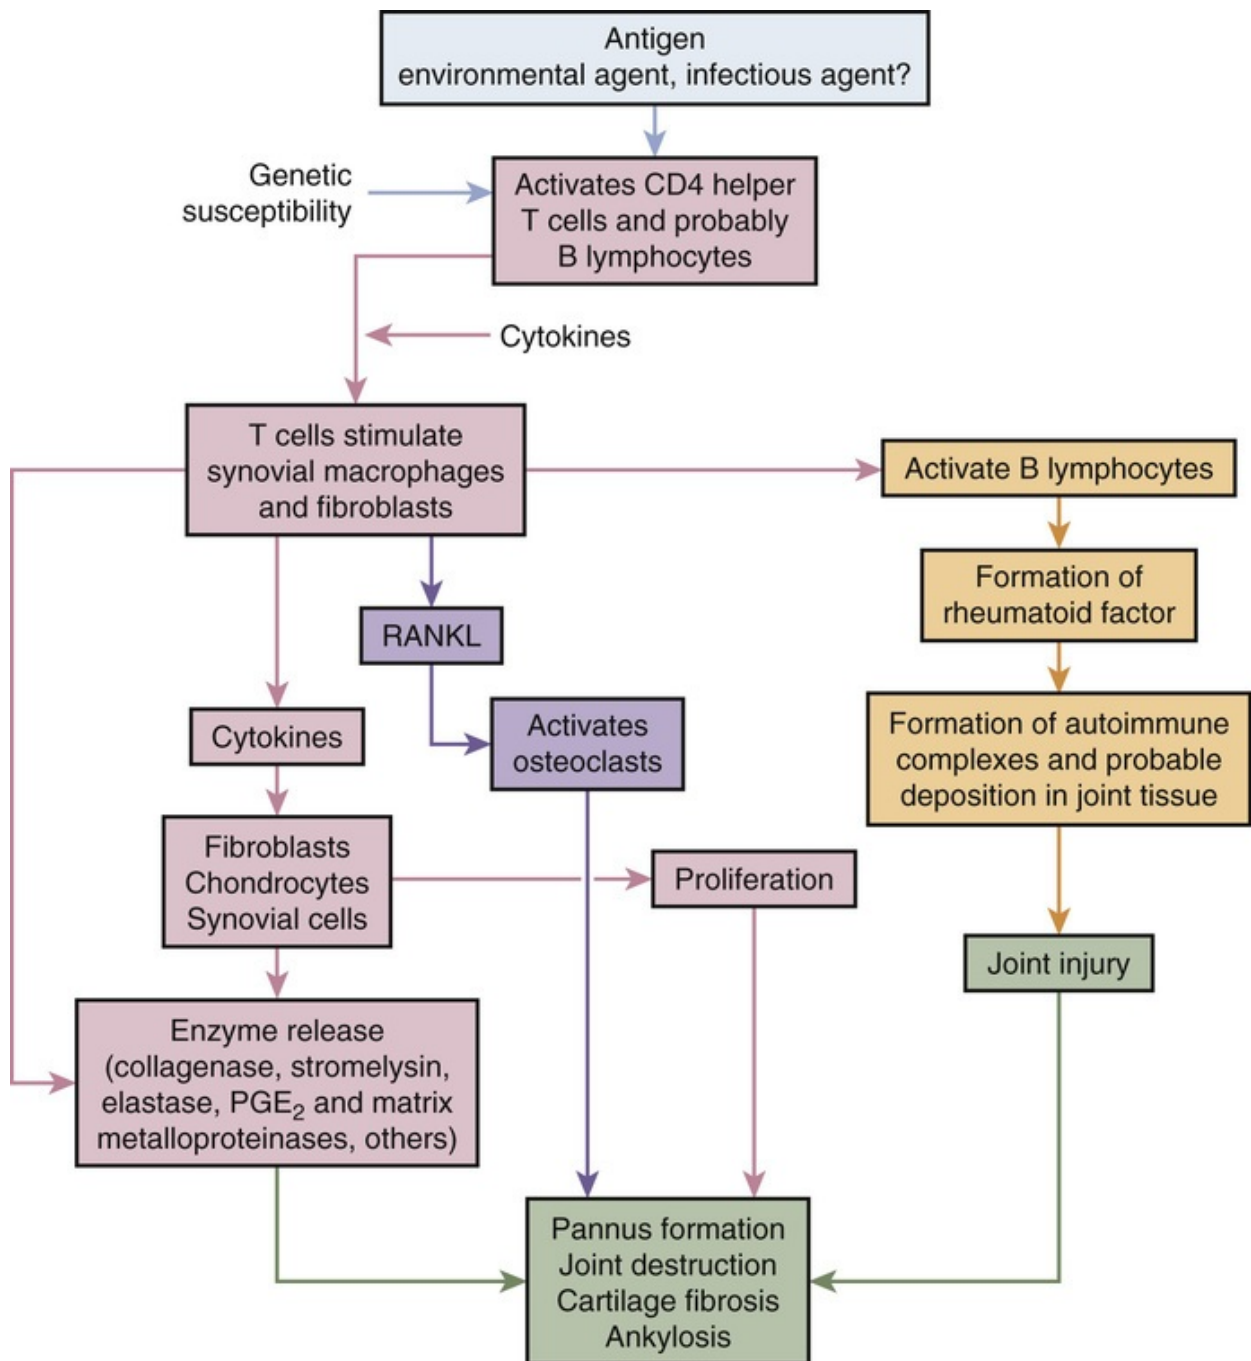 Antigen
environmental agent, infectious agent?
Genetic
susceptibility
Activates CD4 helper
T cells and probably
B lymphocytes
Cytokines
T cells stimulate
synovial macrophages
and fibroblasts
Activate B lymphocytes
Formation of
rheumatoid factor
RANKL
Cytokines
Activates
osteoclasts
Formation of autoimmune
complexes and probable
deposition in joint tissue
Fibroblasts
Chondrocytes
Synovial cells
Proliferation
Joint injury
Enzyme release
(collagenase, stromelysin,
elastase, PGE₂ and matrix
metalloproteinases, others)
Pannus formation
Joint destruction
Cartilage fibrosis
Ankylosis